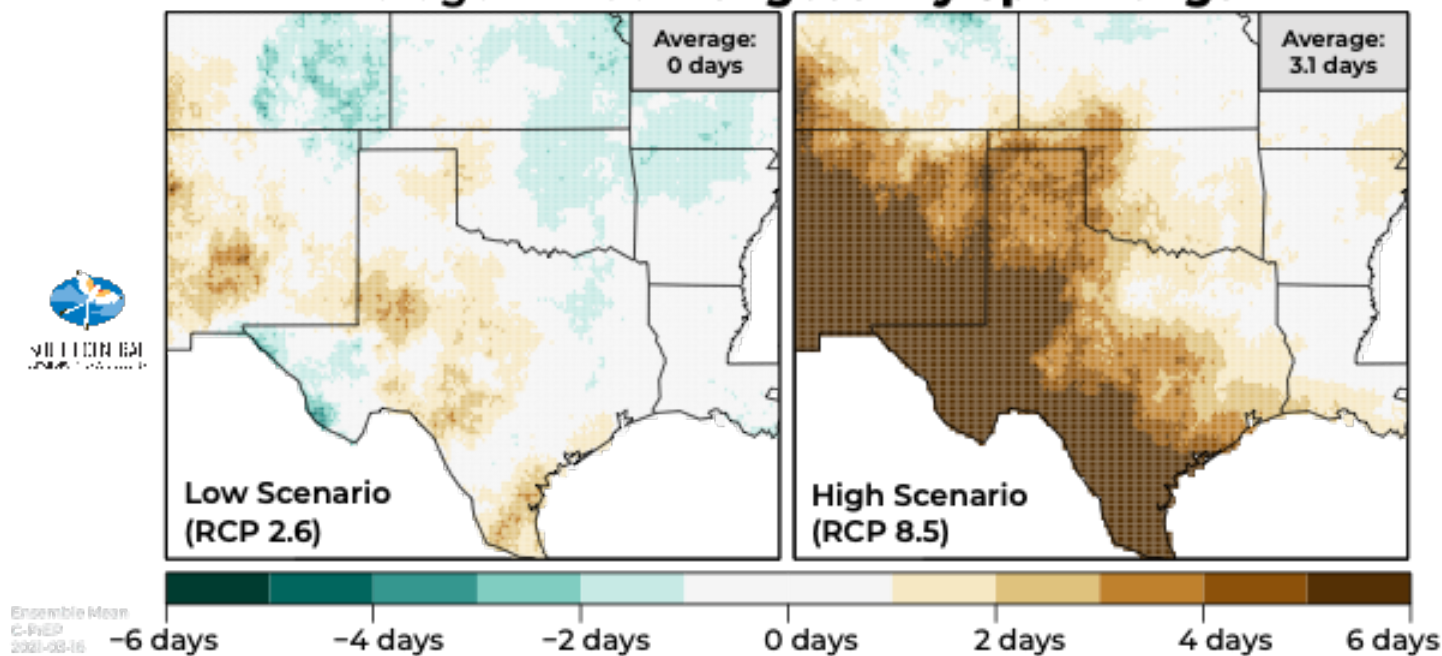 Average:
0 days
Average:
3.1 days
Low Scenario
(RCP 2.6)
High Scenario
(RCP 8.5)
Ensemble Mean
C-PrEP
−6 days
−4 days
−2 days
0 days
2 days
4 days
6 days